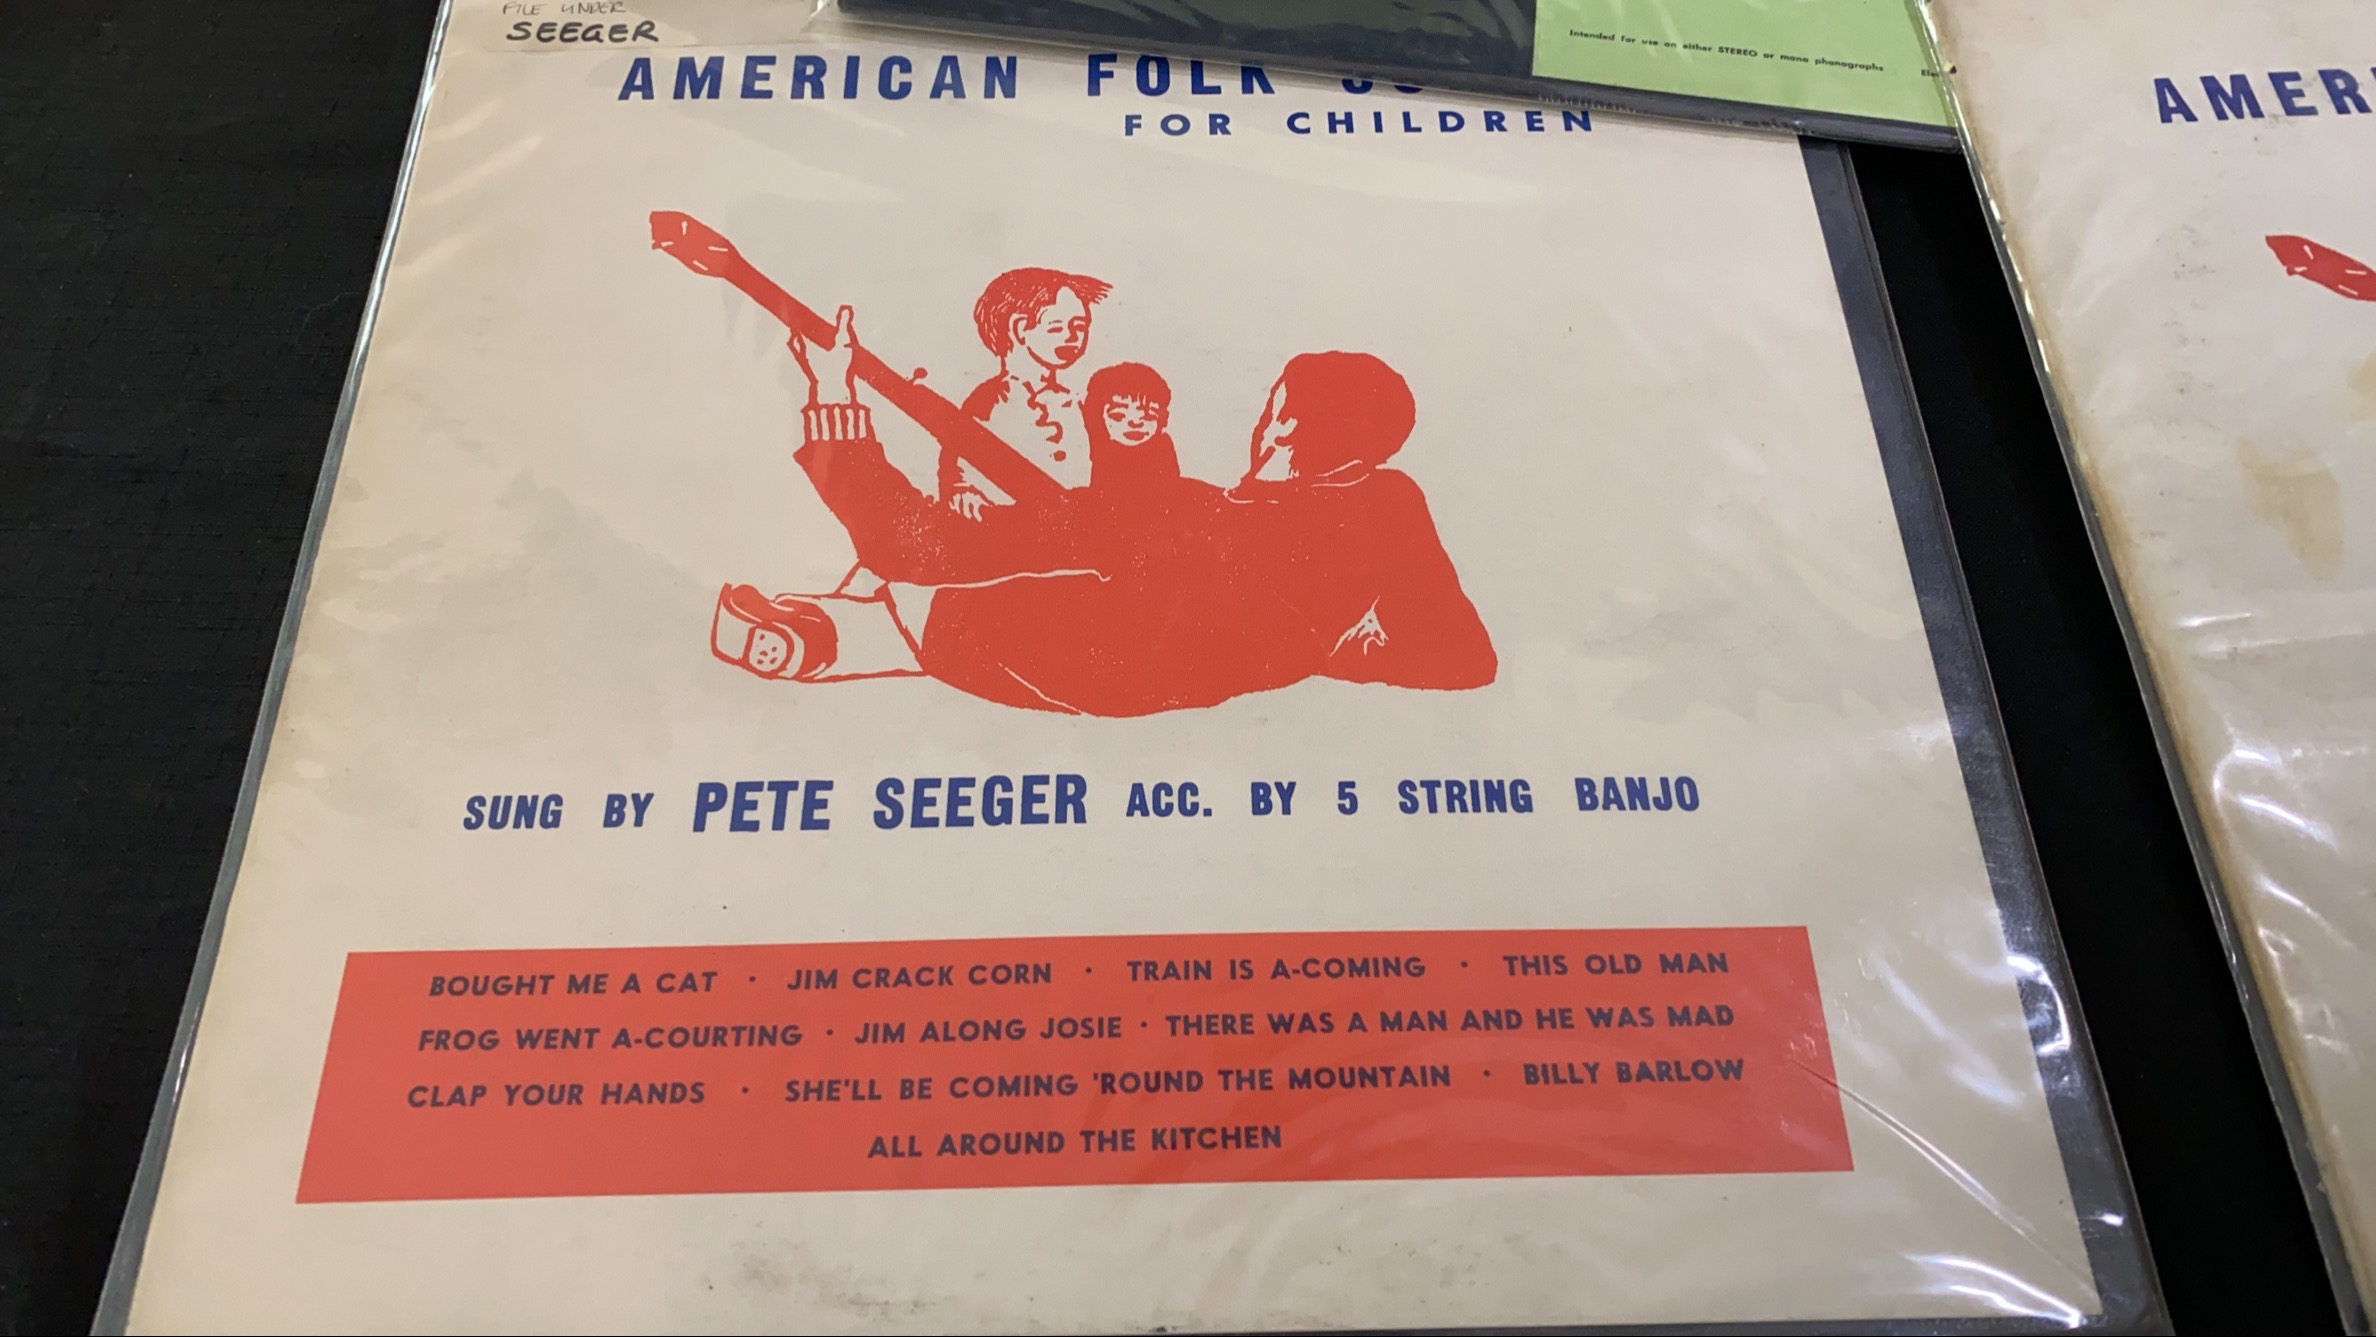 FILE UNDER
SEEGER
Intended for use on either STEREO or mono phonographs
AMERICAN FOLK
FOR CHILDREN
SUNG BY PETE SEEGER ACC. BY 5 STRING BANJO
BOUGHT ME A CAT · JIM CRACK CORN · TRAIN IS A-COMING · THIS OLD MAN
FROG WENT A-COURTING · JIM ALONG JOSIE · THERE WAS A MAN AND HE WAS MAD
CLAP YOUR HANDS · SHE'LL BE COMING 'ROUND THE MOUNTAIN · BILLY BARLOW
ALL AROUND THE KITCHEN
AMER